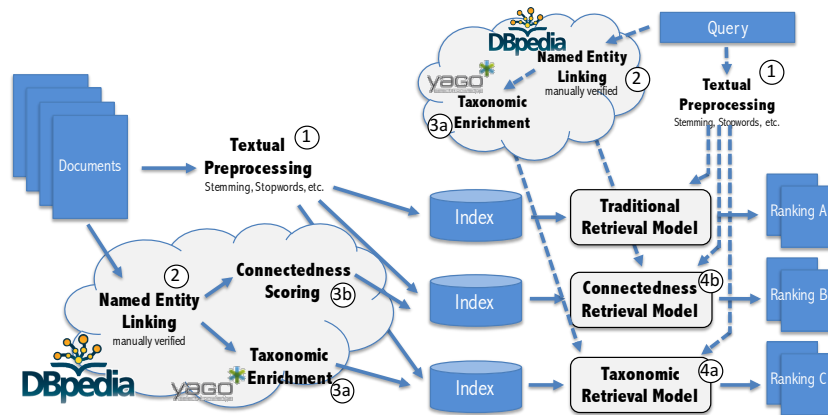 DBpedia
Query
Named Entity
Linking
manually verified
2
1
yago
Taxonomic
Enrichment
3a
Textual
Preprocessing
Stemming, Stopwords, etc.
Documents
1
Textual
Preprocessing
Stemming, Stopwords, etc.
Index
Traditional
Retrieval Model
Ranking A
2
Named Entity
Linking
manually verified
Connectedness
Scoring
3b
Index
Connectedness
Retrieval Model
4b
Ranking B
DBpedia
yago
Taxonomic
Enrichment
3a
Index
Taxonomic
Retrieval Model
4a
Ranking C